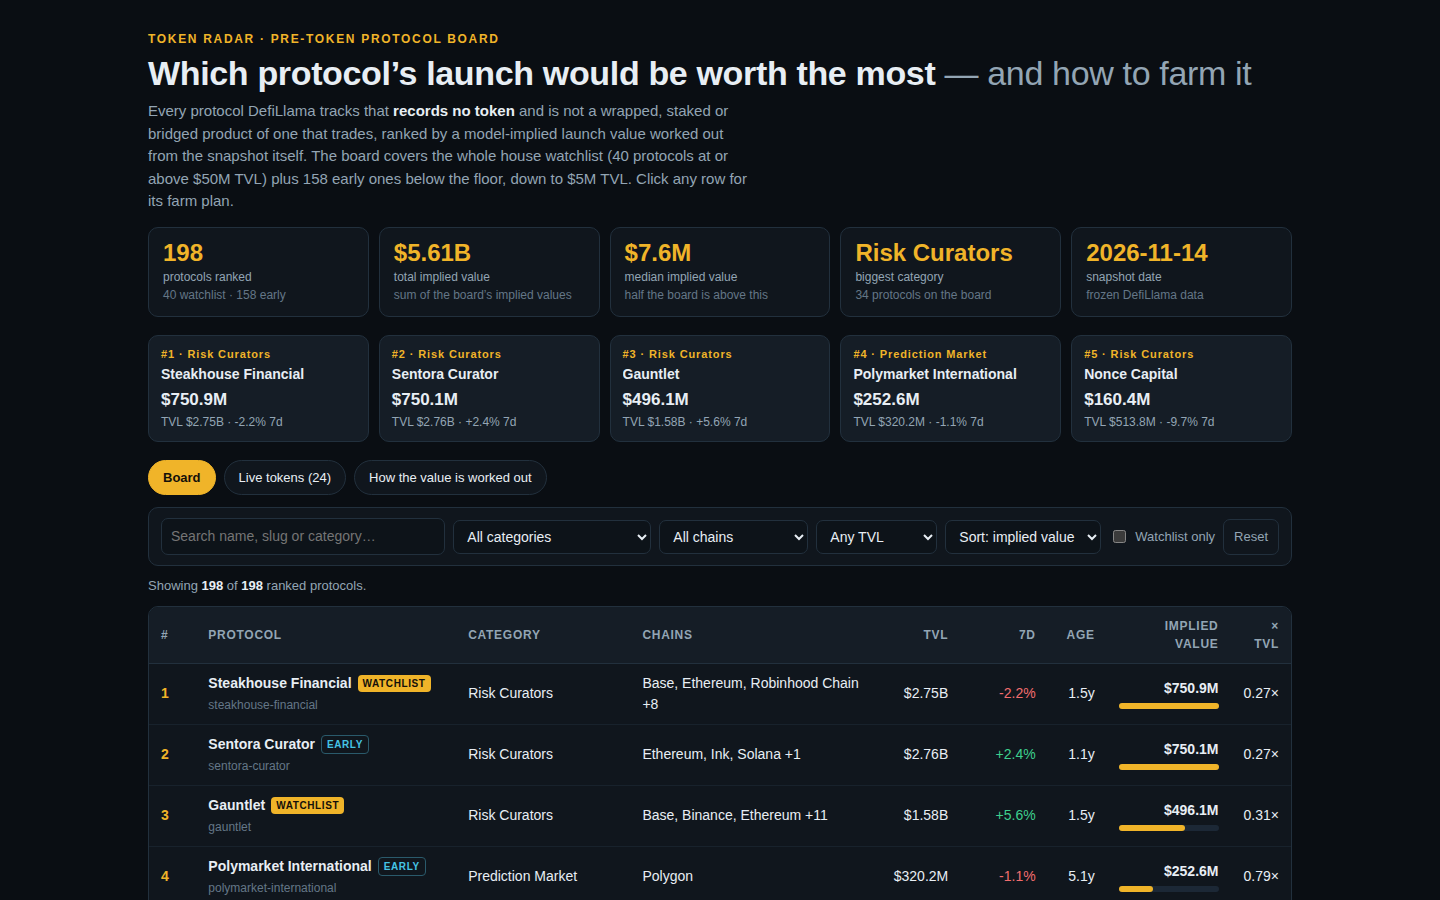 TOKEN RADAR · PRE-TOKEN PROTOCOL BOARD
Which protocol’s launch would be worth the most — and how to farm it
Every protocol DefiLlama tracks that records no token and is not a wrapped, staked or
bridged product of one that trades, ranked by a model-implied launch value worked out
from the snapshot itself. The board covers the whole house watchlist (40 protocols at or
above $50M TVL) plus 158 early ones below the floor, down to $5M TVL. Click any row for
its farm plan.
198
protocols ranked
40 watchlist · 158 early
$5.61B
total implied value
sum of the board's implied values
$7.6M
median implied value
half the board is above this
Risk Curators
biggest category
34 protocols on the board
2026-11-14
snapshot date
frozen DefiLlama data
#1 · Risk Curators
Steakhouse Financial
$750.9M
TVL $2.75B · -2.2% 7d
#2 · Risk Curators
Sentora Curator
$750.1M
TVL $2.76B · +2.4% 7d
#3 · Risk Curators
Gauntlet
$496.1M
TVL $1.58B · +5.6% 7d
#4 · Prediction Market
Polymarket International
$252.6M
TVL $320.2M · -1.1% 7d
#5 · Risk Curators
Nonce Capital
$160.4M
TVL $513.8M · -9.7% 7d
Board
Live tokens (24)
How the value is worked out
Search name, slug or category…
All categories
All chains
Any TVL
Sort: implied value
Watchlist only
Reset
Showing 198 of 198 ranked protocols.
# PROTOCOL CATEGORY CHAINS TVL 7D AGE IMPLIED VALUE × TVL
1 Steakhouse Financial WATCHLIST Risk Curators Base, Ethereum, Robinhood Chain +8 $2.75B -2.2% 1.5y $750.9M 0.27×
steakhouse-financial
2 Sentora Curator EARLY Risk Curators Ethereum, Ink, Solana +1 $2.76B +2.4% 1.1y $750.1M 0.27×
sentora-curator
3 Gauntlet WATCHLIST Risk Curators Base, Binance, Ethereum +11 $1.58B +5.6% 1.5y $496.1M 0.31×
gauntlet
4 Polymarket International EARLY Prediction Market Polygon $320.2M -1.1% 5.1y $252.6M 0.79×
polymarket-international